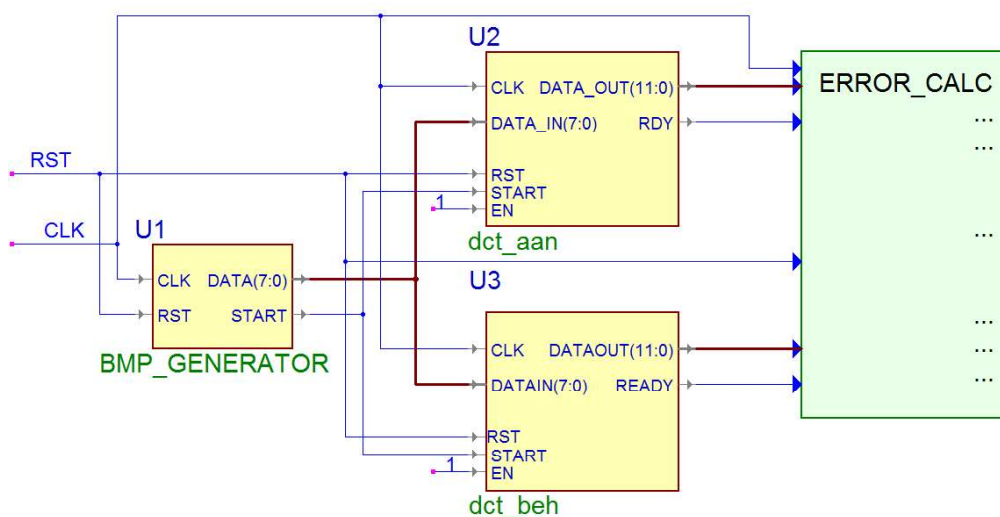 U2
CLK DATA_OUT(11:0)
DATA_IN(7:0) RDY
RST
START
1 EN
dct_aan
ERROR_CALC
...
...
...
...
...
...
RST
CLK
U1
CLK DATA(7:0)
RST START
BMP_GENERATOR
U3
CLK DATAOUT(11:0)
DATAIN(7:0) READY
RST
START
1 EN
dct_beh